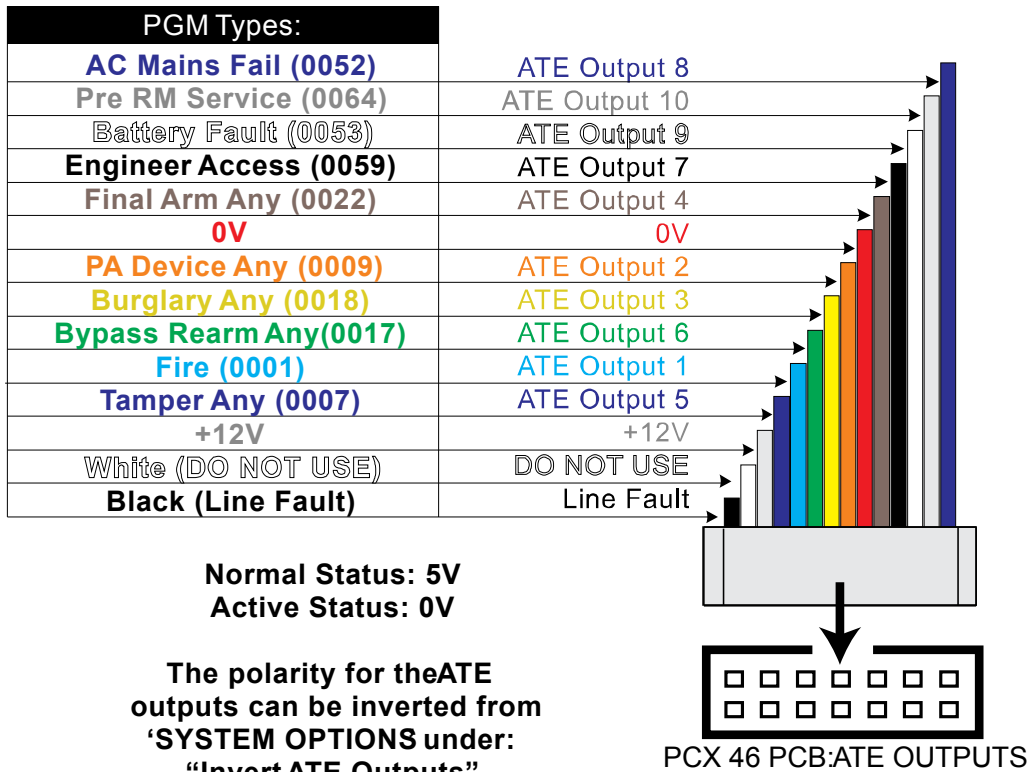 PGM Types:
AC Mains Fail (0052) ATE Output 8
Pre RM Service (0064) ATE Output 10
Battery Fault (0053) ATE Output 9
Engineer Access (0059) ATE Output 7
Final Arm Any (0022) ATE Output 4
0V 0V
PA Device Any (0009) ATE Output 2
Burglary Any (0018) ATE Output 3
Bypass Rearm Any(0017) ATE Output 6
Fire (0001) ATE Output 1
Tamper Any (0007) ATE Output 5
+12V +12V
White (DO NOT USE) DO NOT USE
Black (Line Fault) Line Fault
Normal Status: 5V
Active Status: 0V
The polarity for theATE
outputs can be inverted from
‘SYSTEM OPTIONS under:
“Invert ATE Outputs”
PCX 46 PCB:ATE OUTPUTS